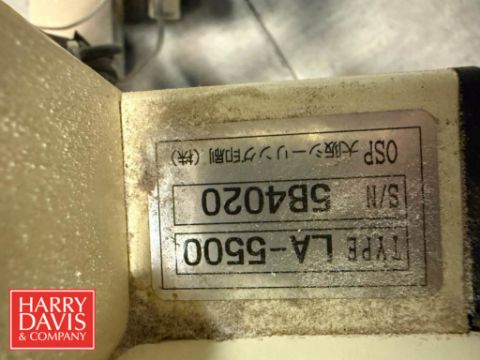 TYPE LA-5500
S/N 5B4020
OSP 大阪シーリング印刷（株）
HARRY
DAVIS
& COMPANY